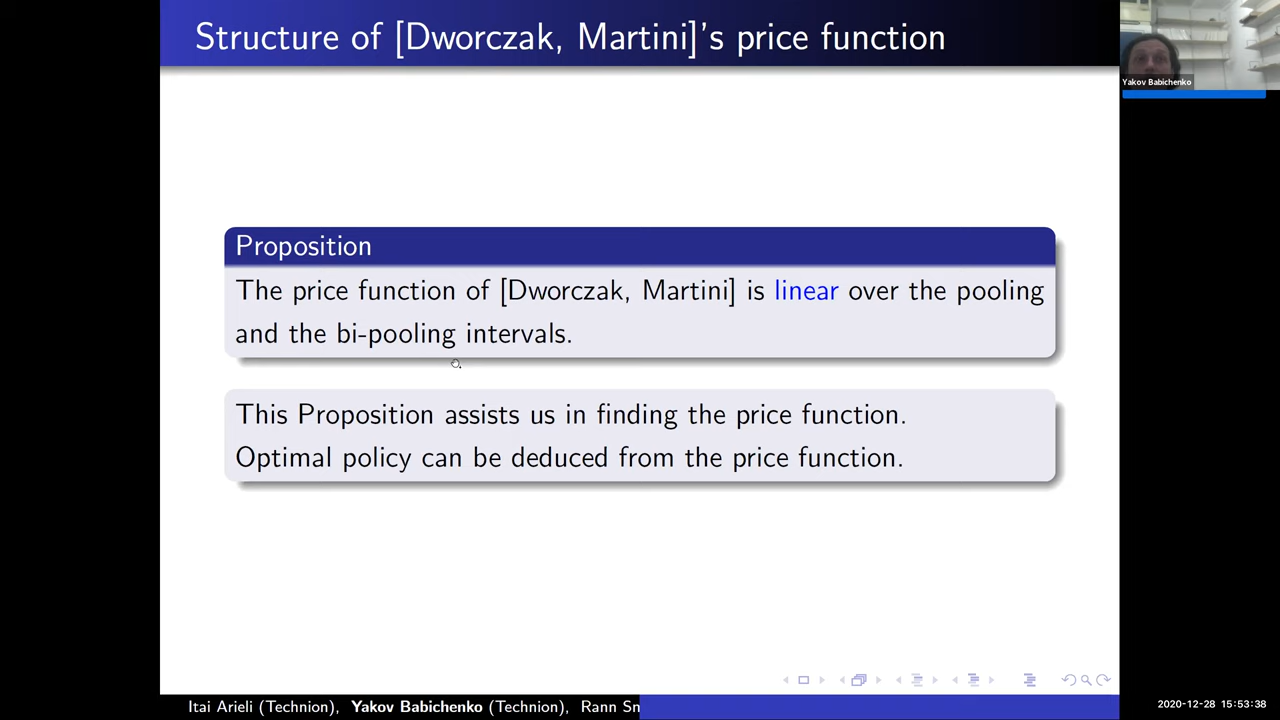 Structure of [Dworczak, Martini]'s price function
Yakov Babichenko
Proposition
The price function of [Dworczak, Martini] is linear over the pooling
and the bi-pooling intervals.
This Proposition assists us in finding the price function.
Optimal policy can be deduced from the price function.
Itai Arieli (Technion), Yakov Babichenko (Technion), Rann Sn
2020-12-28 15:53:38